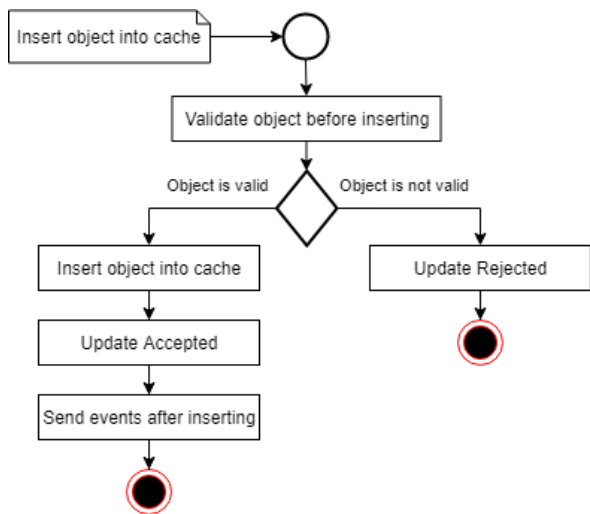 Insert object into cache
Validate object before inserting
Object is valid
Object is not valid
Insert object into cache
Update Rejected
Update Accepted
Send events after inserting